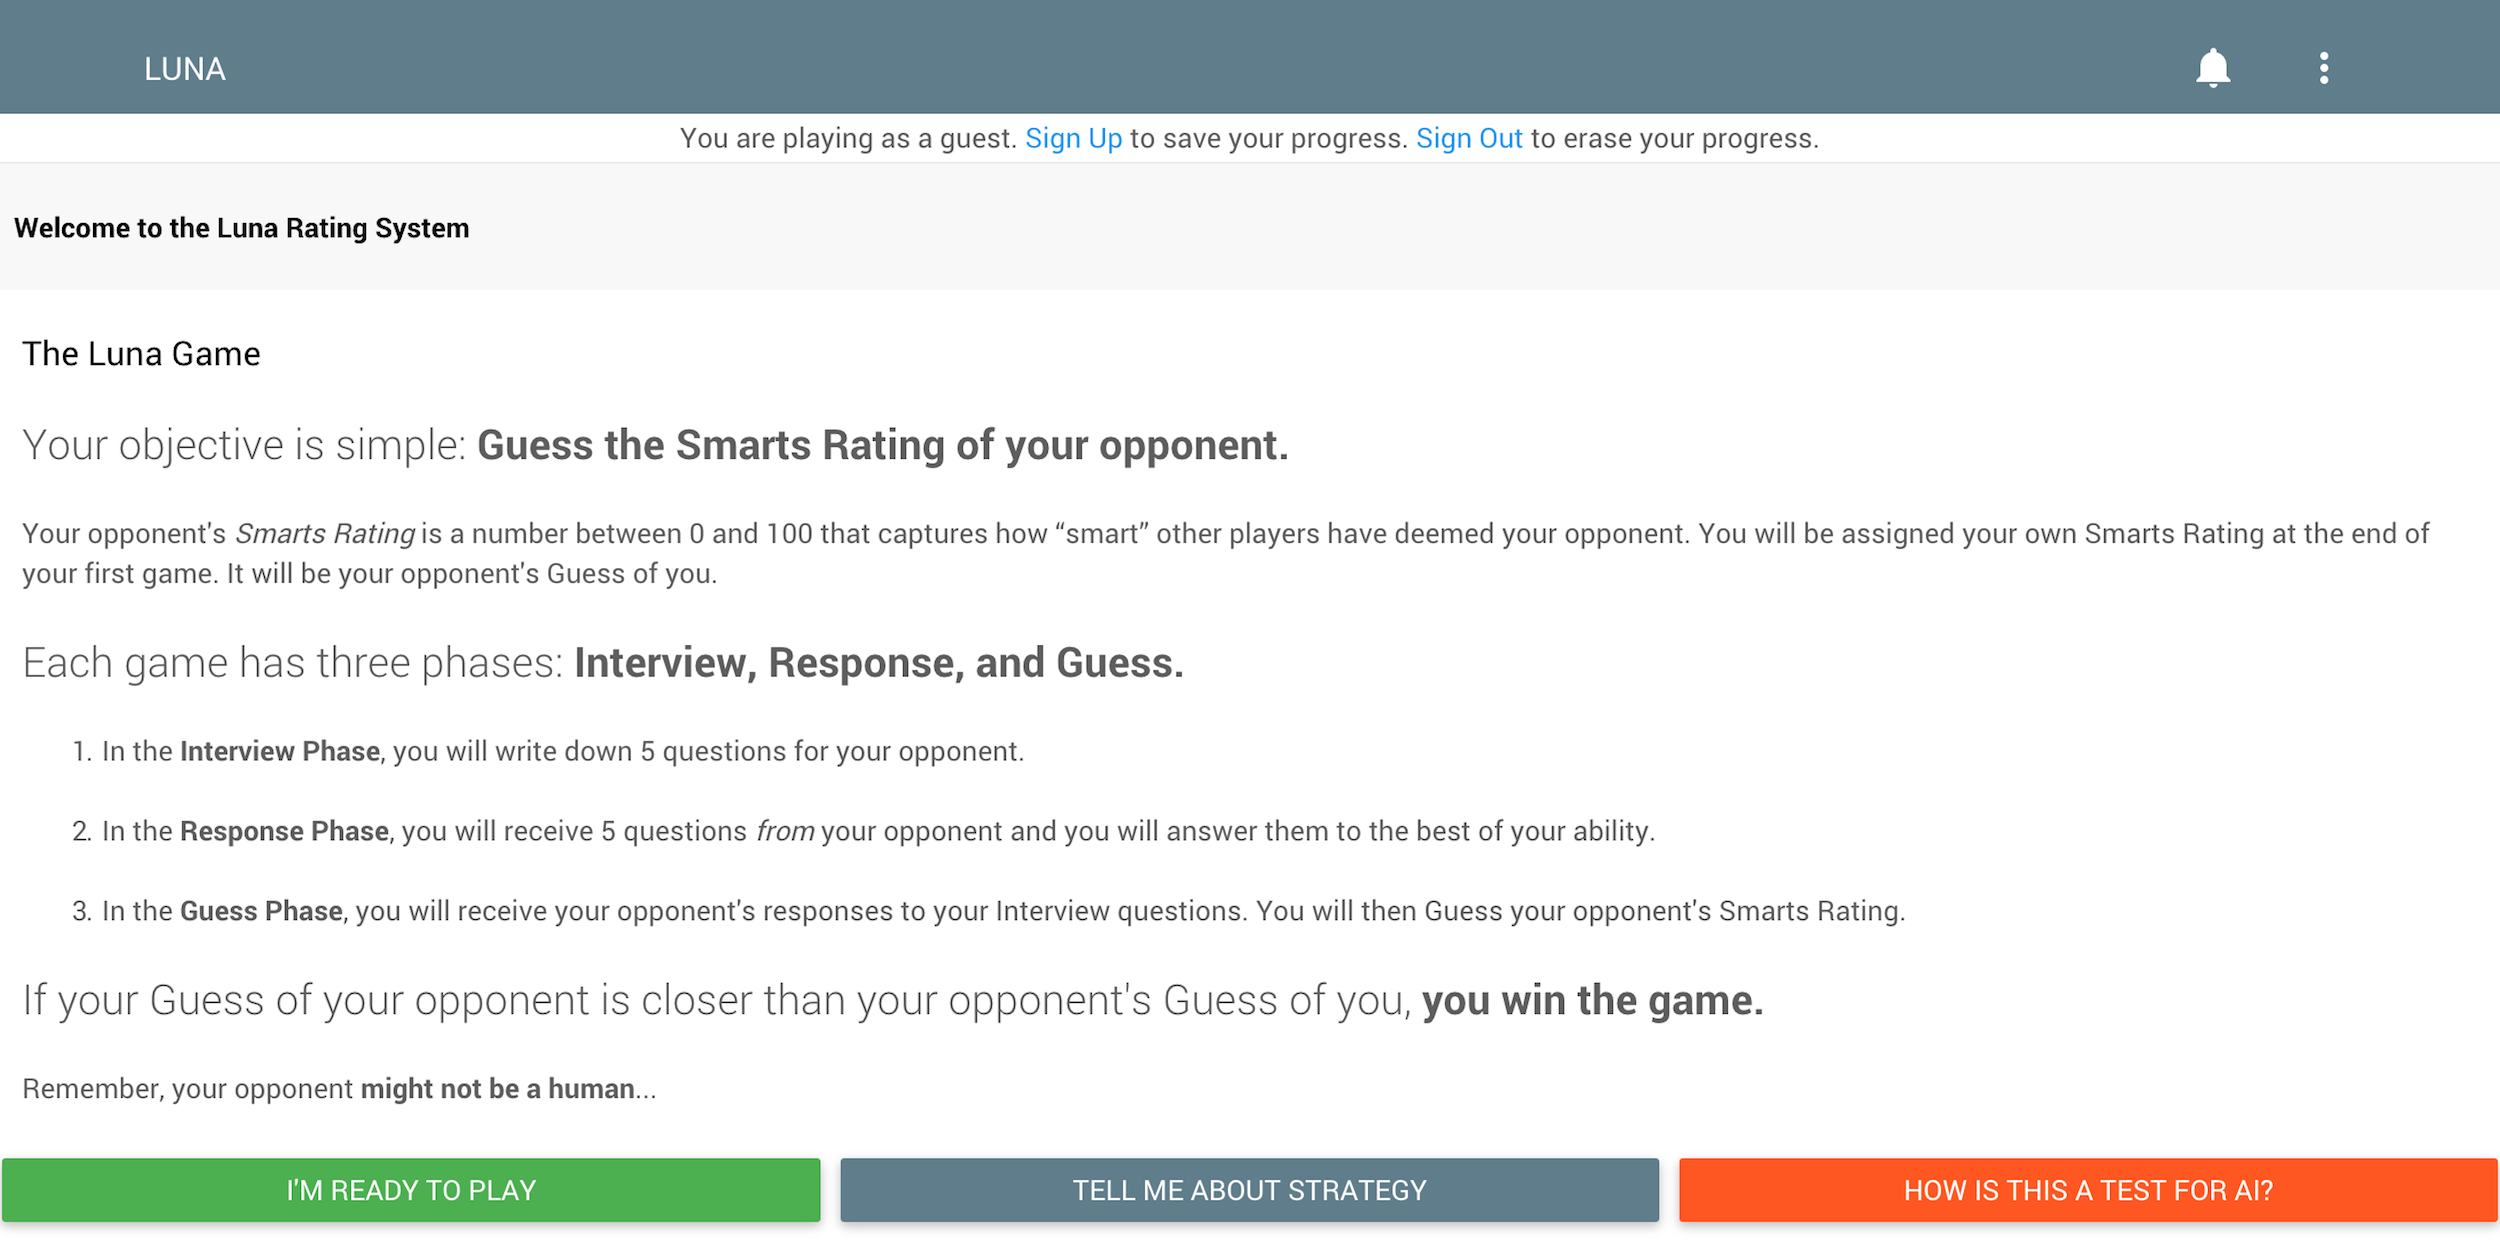 LUNA
You are playing as a guest. Sign Up to save your progress. Sign Out to erase your progress.
Welcome to the Luna Rating System
The Luna Game
Your objective is simple: Guess the Smarts Rating of your opponent.
Your opponent's Smarts Rating is a number between 0 and 100 that captures how “smart” other players have deemed your opponent. You will be assigned your own Smarts Rating at the end of
your first game. It will be your opponent's Guess of you.
Each game has three phases: Interview, Response, and Guess.
1. In the Interview Phase, you will write down 5 questions for your opponent.
2. In the Response Phase, you will receive 5 questions from your opponent and you will answer them to the best of your ability.
3. In the Guess Phase, you will receive your opponent's responses to your Interview questions. You will then Guess your opponent's Smarts Rating.
If your Guess of your opponent is closer than your opponent's Guess of you, you win the game.
Remember, your opponent might not be a human...
I'M READY TO PLAY
TELL ME ABOUT STRATEGY
HOW IS THIS A TEST FOR AI?